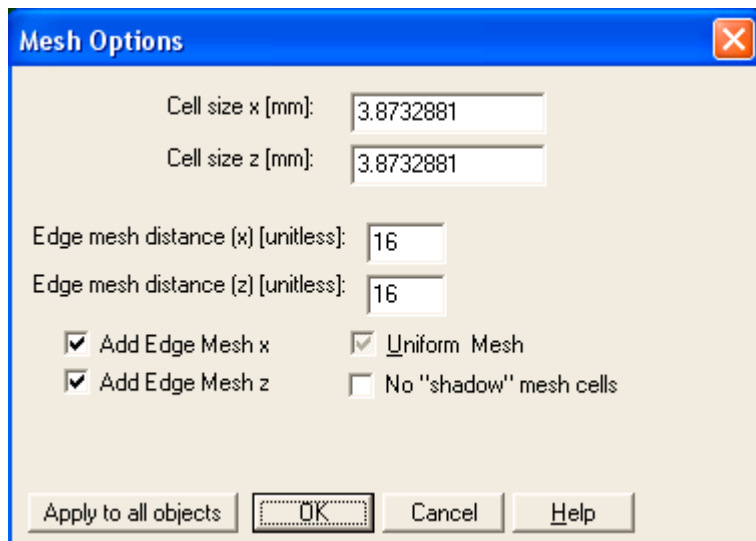 Mesh Options
Cell size x [mm]: 3.8732881
Cell size z [mm]: 3.8732881
Edge mesh distance (x) [unitless]: 16
Edge mesh distance (z) [unitless]: 16
Add Edge Mesh x Uniform Mesh
Add Edge Mesh z No "shadow" mesh cells
Apply to all objects OK Cancel Help